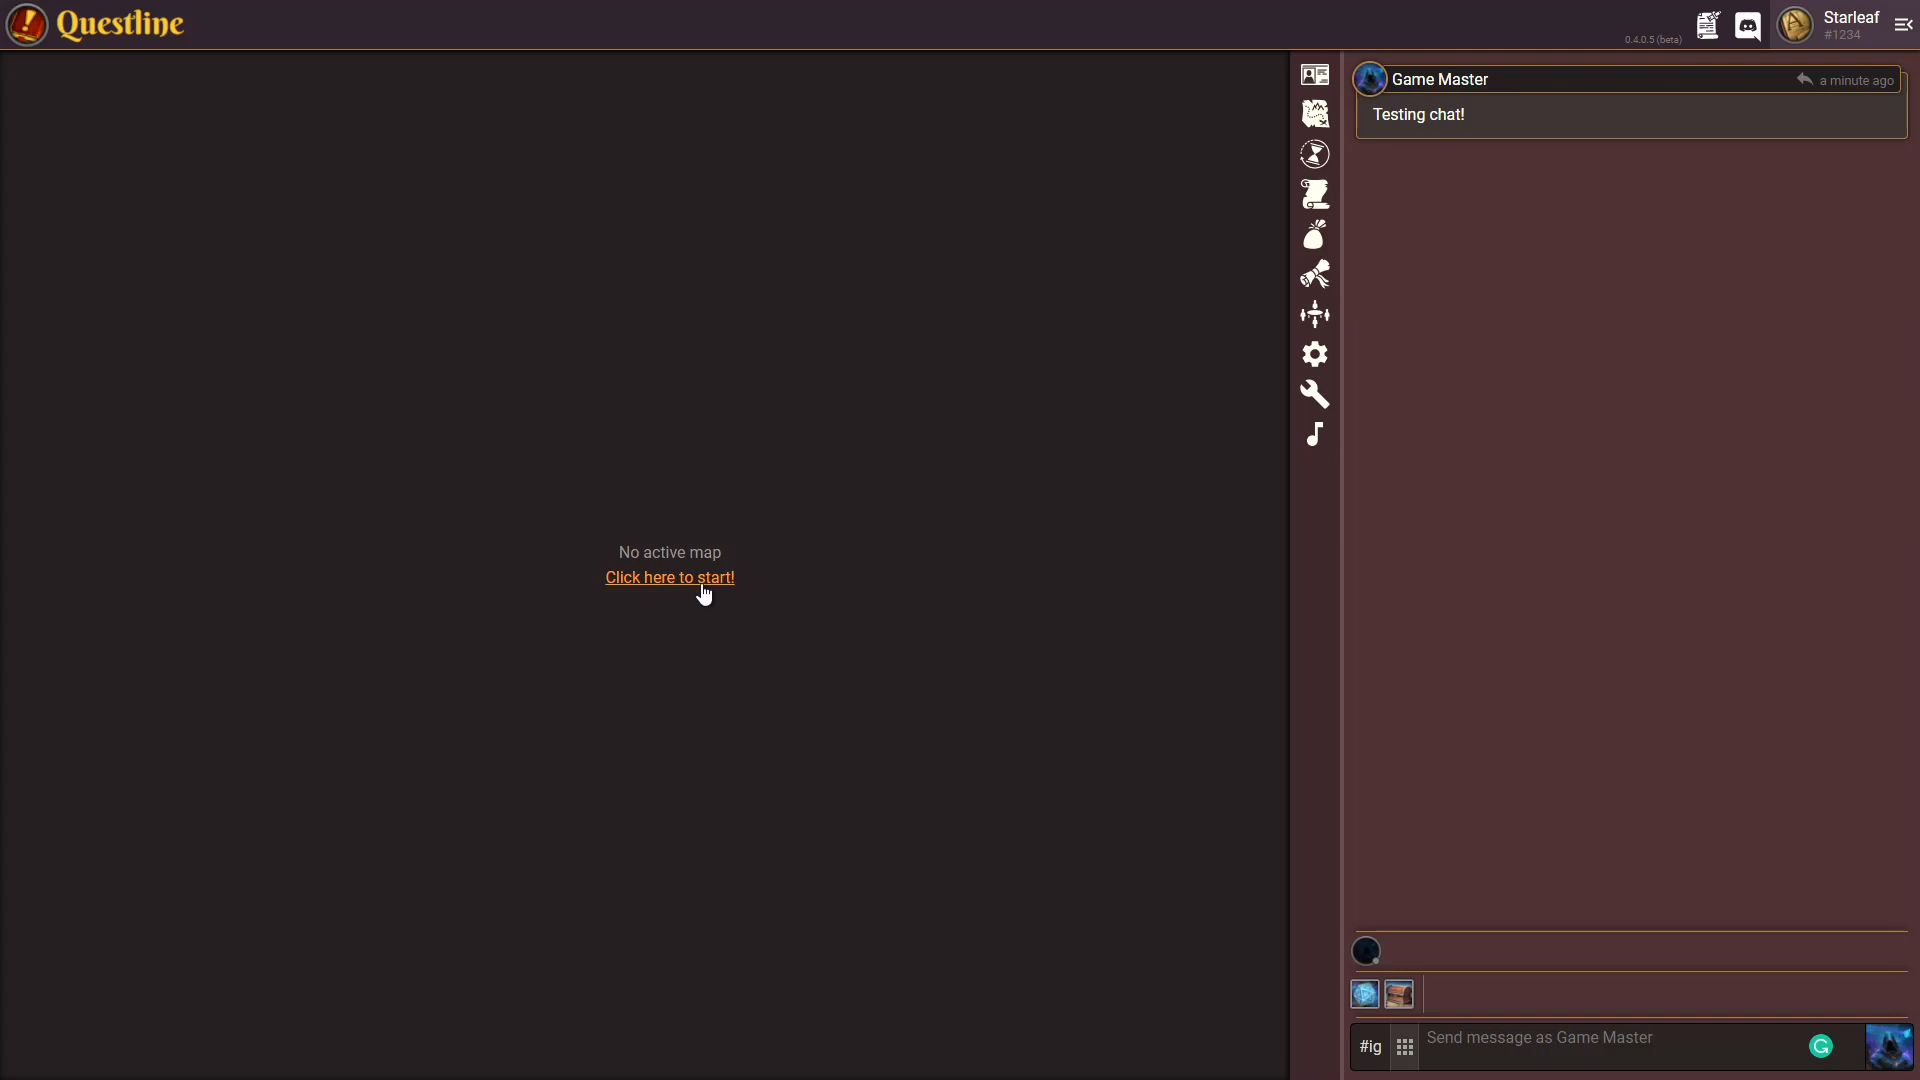 Questline
0.4.0.5 (beta)
Starleaf
#1234
Game Master
a minute ago
Testing chat!
No active map
Click here to start!
#ig
Send message as Game Master